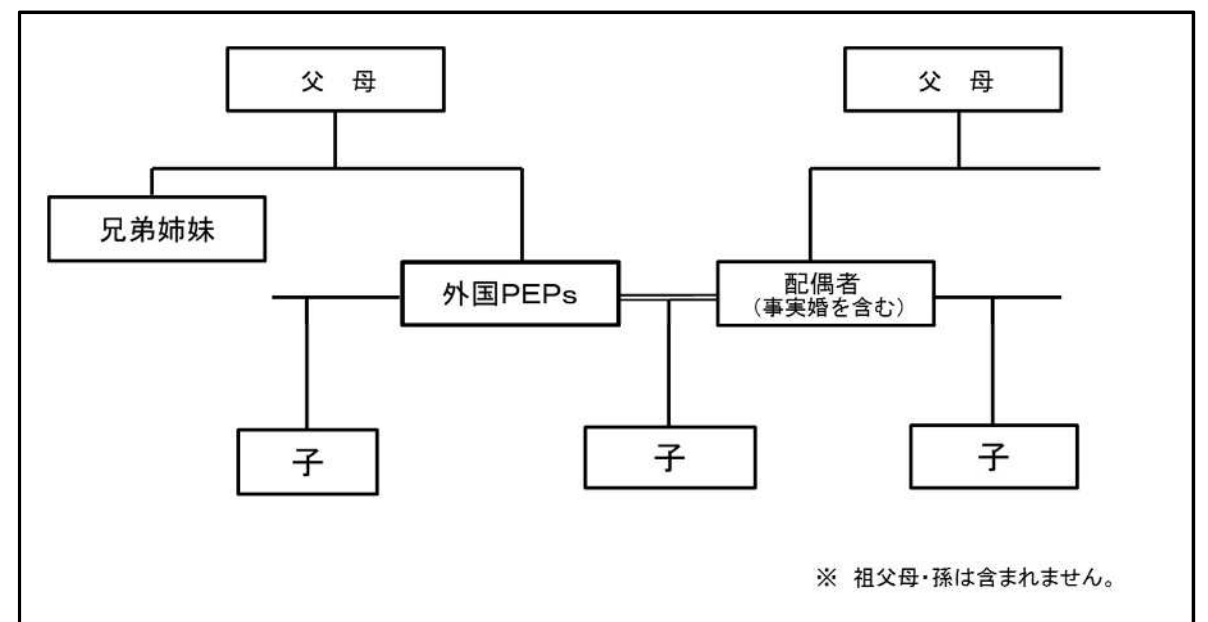 父　母
父　母
兄弟姉妹
外国PEPs
配偶者
（事実婚を含む）
子
子
子
※　祖父母・孫は含まれません。